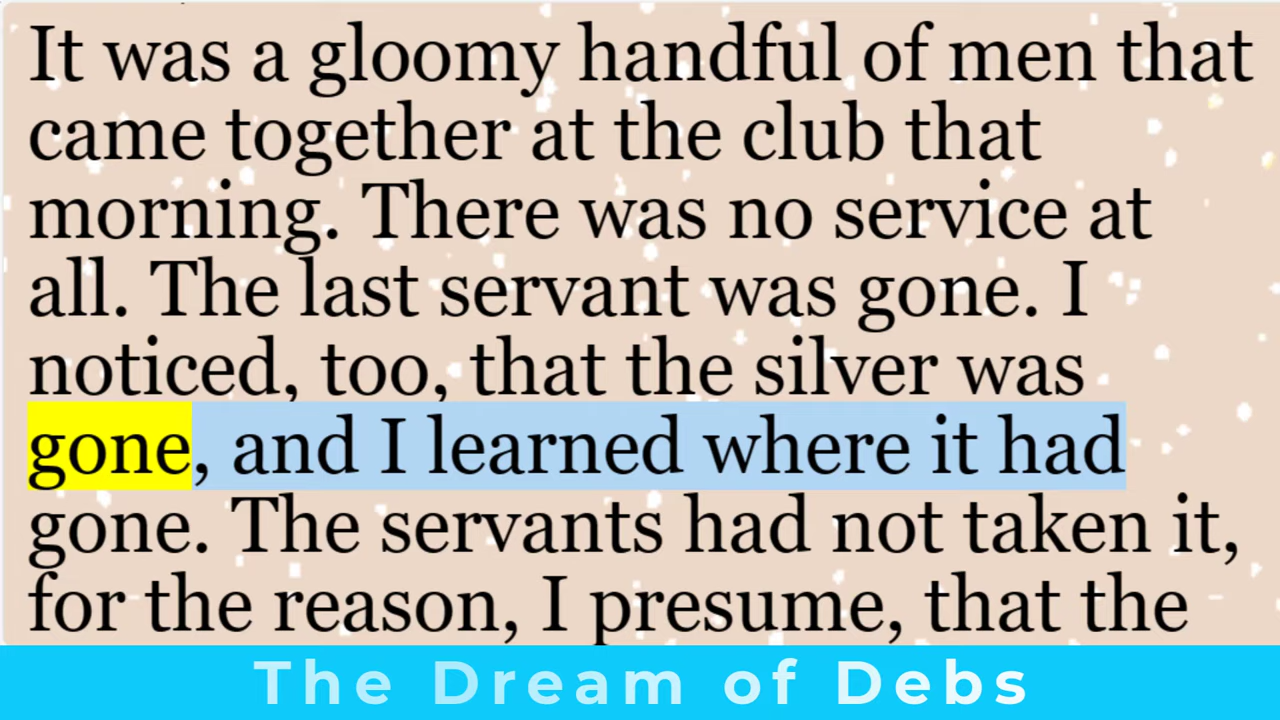 It was a gloomy handful of men that
came together at the club that
morning. There was no service at
all. The last servant was gone. I
noticed, too, that the silver was
gone, and I learned where it had
gone. The servants had not taken it,
for the reason, I presume, that the
The Dream of Debs